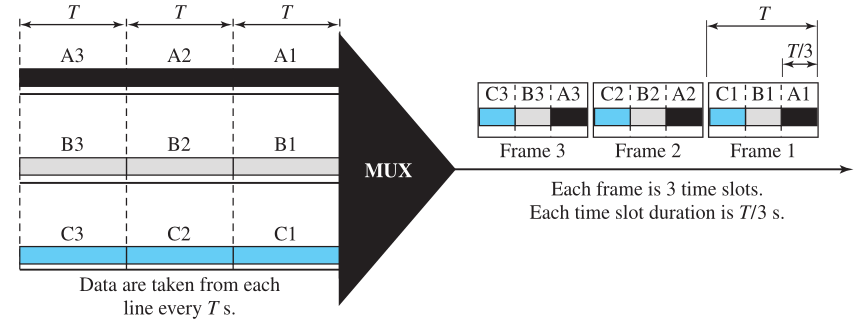 T T T
A3 A2 A1
B3 B2 B1
C3 C2 C1
Data are taken from each
line every T s.
MUX
T
T/3
C3 B3 A3 C2 B2 A2 C1 B1 A1
Frame 3 Frame 2 Frame 1
Each frame is 3 time slots.
Each time slot duration is T/3 s.